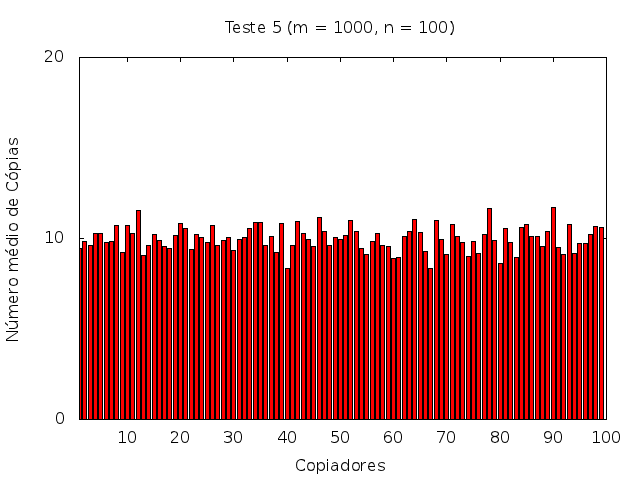 Teste 5 (m = 1000, n = 100)
20
10
0
Número médio de Cópias
10 20 30 40 50 60 70 80 90 100
Copiadores